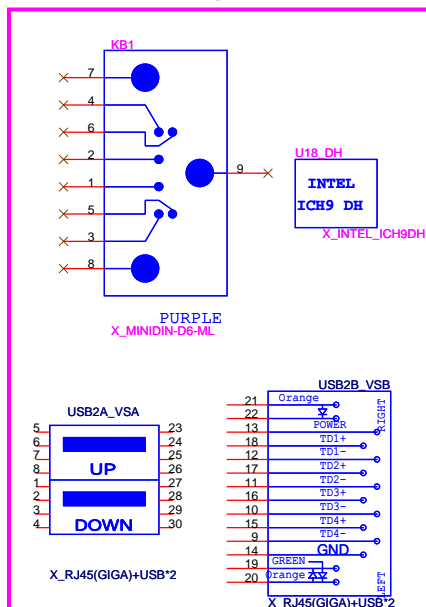 KB1
7
4
6
2
9
1
5
3
8
PURPLE
X_MINIDIN-D6-ML
U18_DH
INTEL
ICH9 DH
X_INTEL_ICH9DH
USB2A_VSA
5 23
6 24
7 25
8 UP 26
1 27
2 28
3 29
4 DOWN 30
X_RJ45(GIGA)+USB*2
USB2B_VSB
21 Orange
22
POWER
13
18 TD1+
12 TD1-
17 TD2+
11 TD2-
16 TD3+
10 TD3-
15 TD4+
9 TD4-
14 GND
19 GREEN
20 Orange
RIGHT
LEFT
X_RJ45(GIGA)+USB*2